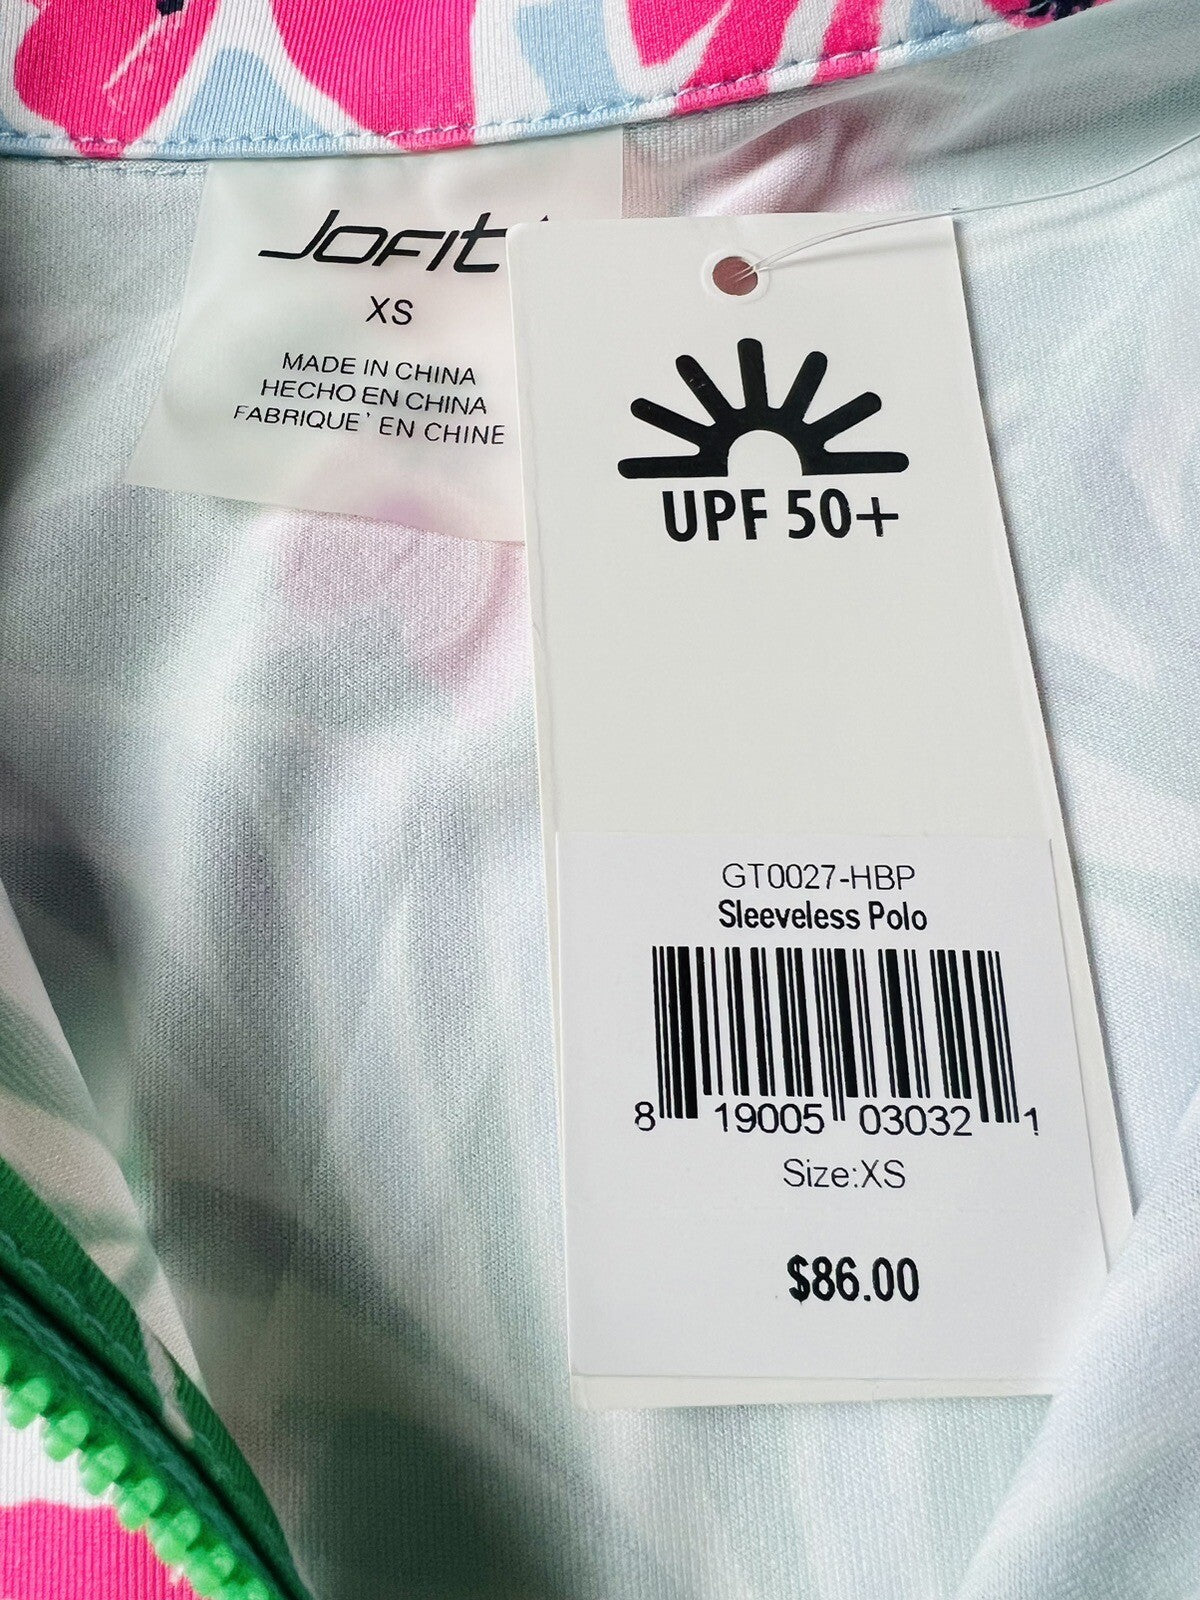 JOFIT
XS
MADE IN CHINA
HECHO EN CHINA
FABRIQUE' EN CHINE
UPF 50+
GT0027-HBP
Sleeveless Polo
8 19005 03032 1
Size:XS
$86.00